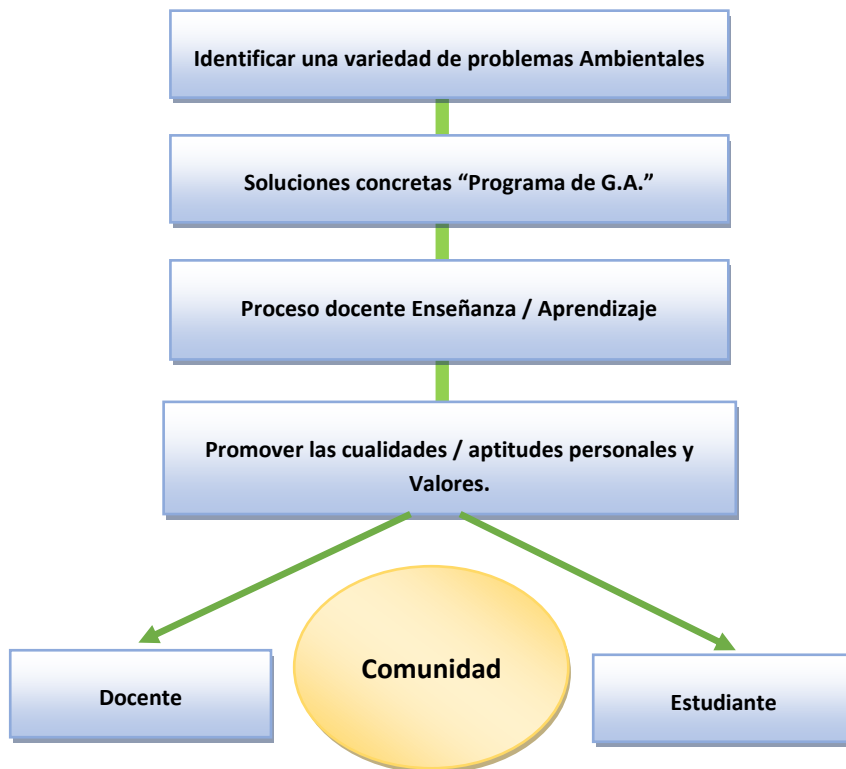 Identificar una variedad de problemas Ambientales
Soluciones concretas “Programa de G.A.”
Proceso docente Enseñanza / Aprendizaje
Promover las cualidades / aptitudes personales y
Valores.
Comunidad
Docente
Estudiante